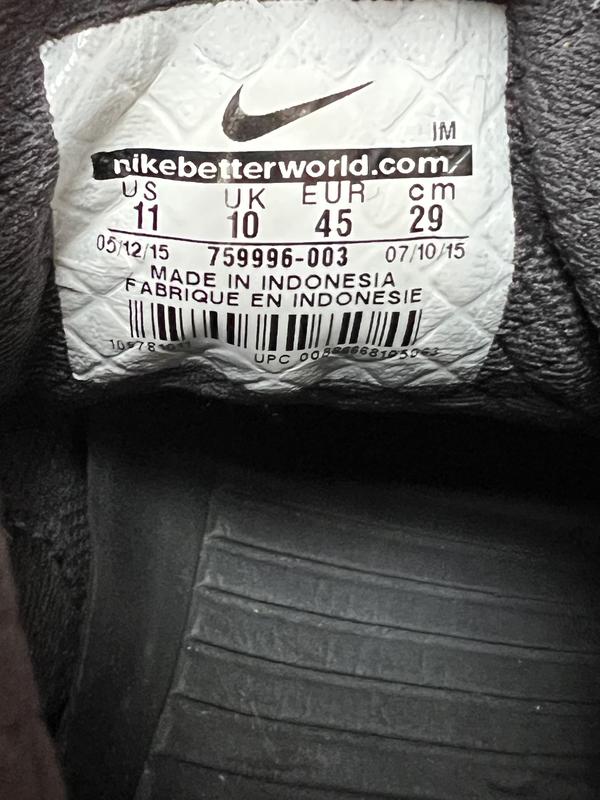 IM
nikebetterworld.com/
US UK EUR cm
11 10 45 29
05/12/15 759996-003 07/10/15
MADE IN INDONESIA
FABRIQUE EN INDONESIE
UPC